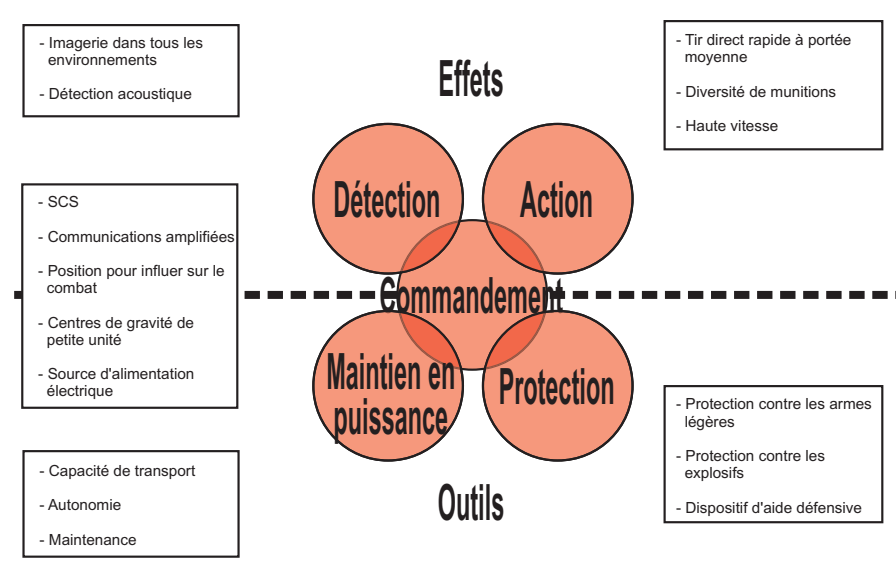 - Imagerie dans tous les
environnements
- Détection acoustique
- SCS
- Communications amplifiées
- Position pour influer sur le
combat
- Centres de gravité de
petite unité
- Source d'alimentation
électrique
- Capacité de transport
- Autonomie
- Maintenance
Effets
Détection
Action
Commandement
Maintien en
puissance
Protection
Outils
- Tir direct rapide à portée
moyenne
- Diversité de munitions
- Haute vitesse
- Protection contre les armes
légères
- Protection contre les
explosifs
- Dispositif d'aide défensive